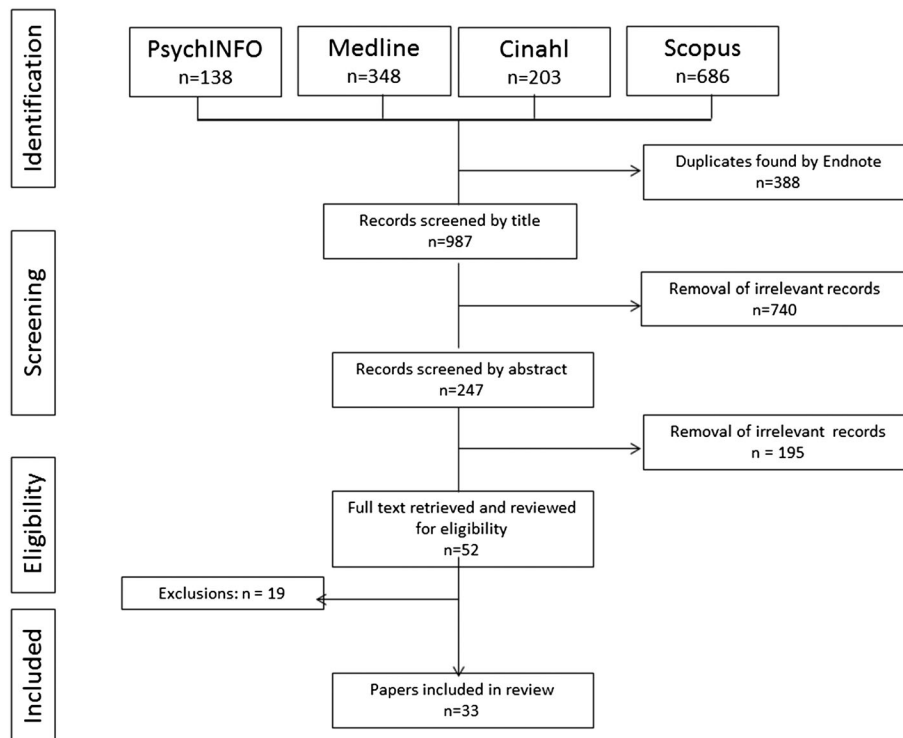 Identification
PsychINFO
n=138
Medline
n=348
Cinahl
n=203
Scopus
n=686
Duplicates found by Endnote
n=388
Records screened by title
n=987
Screening
Removal of irrelevant records
n=740
Records screened by abstract
n=247
Removal of irrelevant records
n = 195
Eligibility
Full text retrieved and reviewed
for eligibility
n=52
Exclusions: n = 19
Included
Papers included in review
n=33